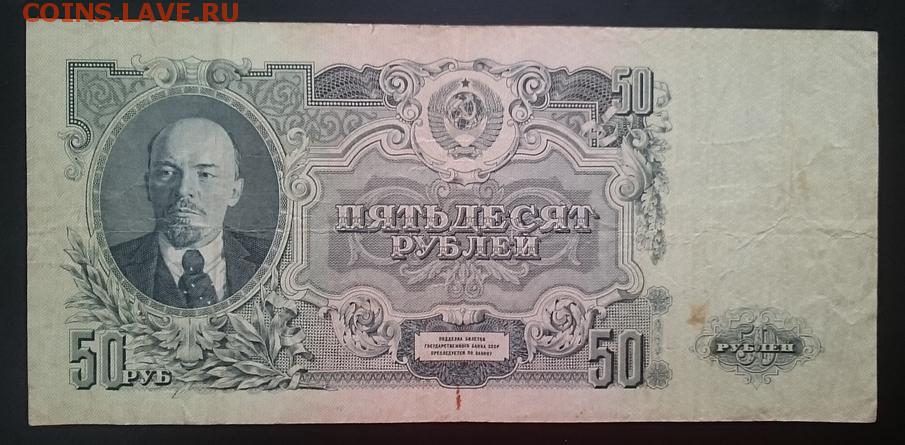 COINS.LAVE.RU
50
ПЯТЬДЕСЯТ
РУБЛЕЙ
ПОДДЕЛКА БИЛЕТОВ
ГОСУДАРСТВЕННОГО БАНКА СССР
ПРЕСЛЕДУЕТСЯ ПО ЗАКОНУ
50 РУБ
50
50
РУБЛЕЙ